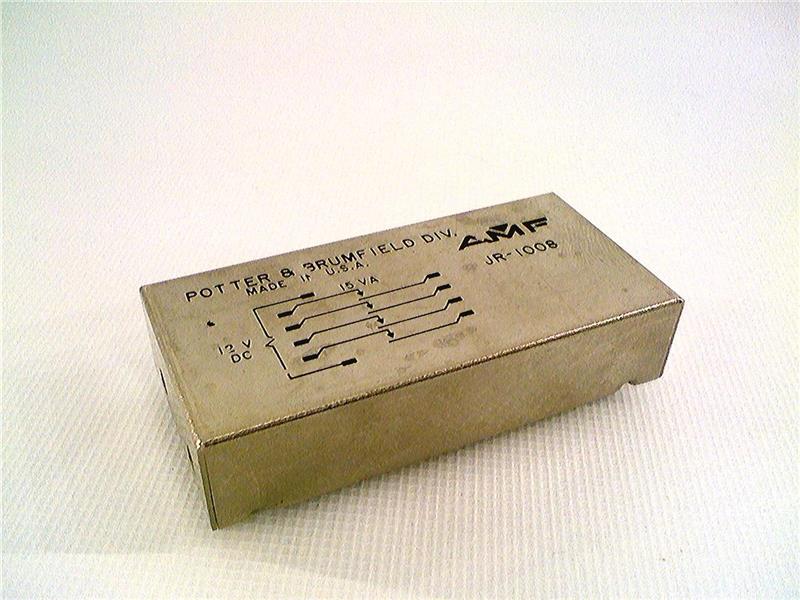 POTTER & BRUMFIELD DIV.
AMF
MADE IN U.S.A.
JR-1008
15 VA
12 V
DC